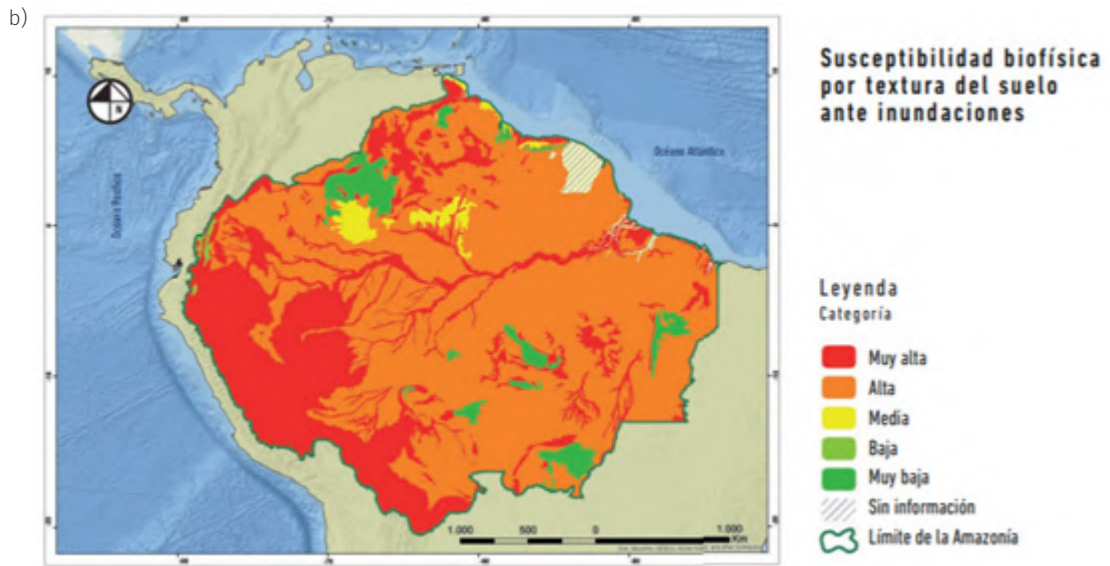 b)
Susceptibilidad biofísica
por textura del suelo
ante inundaciones
N
Océano Atlántico
Océano Pacífico
Leyenda
Categoría
Muy alta
Alta
Media
Baja
Muy baja
Sin información
Límite de la Amazonía
1.000 500 0 1.000
Km